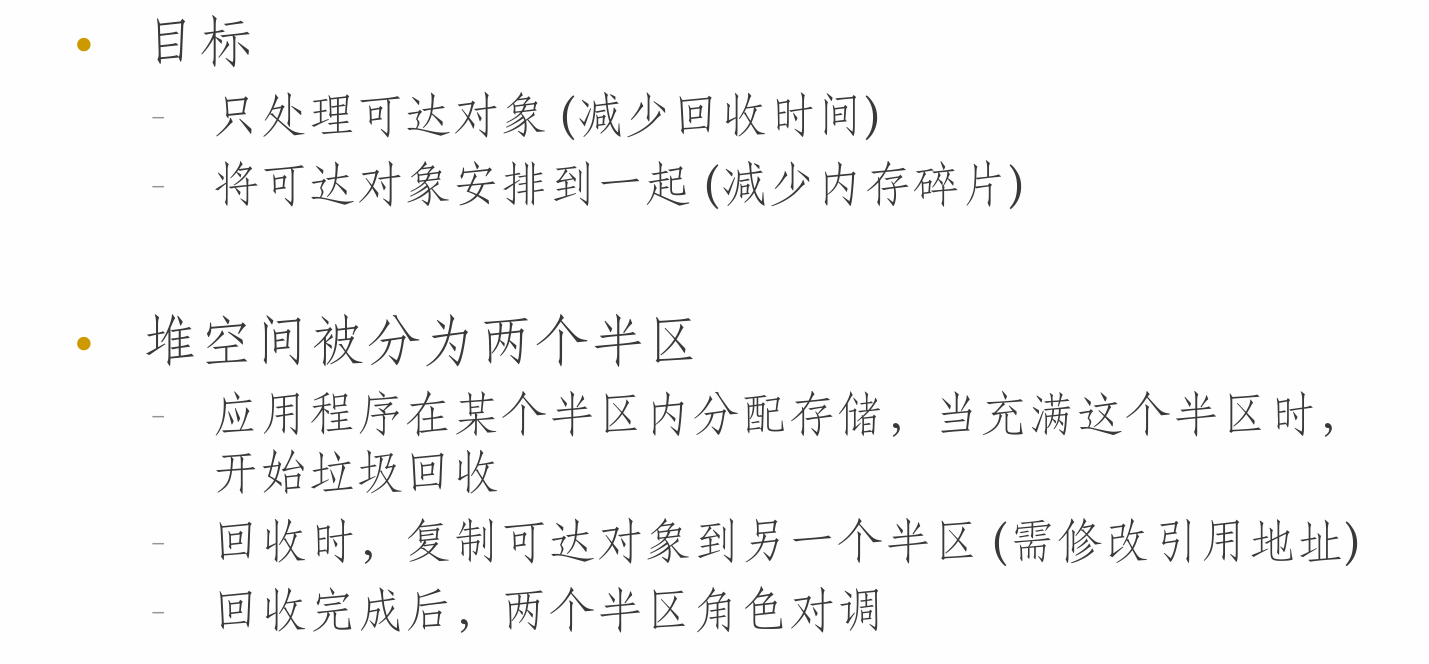 • 目标
– 只处理可达对象 (减少回收时间)
– 将可达对象安排到一起 (减少内存碎片)
• 堆空间被分为两个半区
– 应用程序在某个半区内分配存储，当充满这个半区时，
开始垃圾回收
– 回收时，复制可达对象到另一个半区 (需修改引用地址)
– 回收完成后，两个半区角色对调